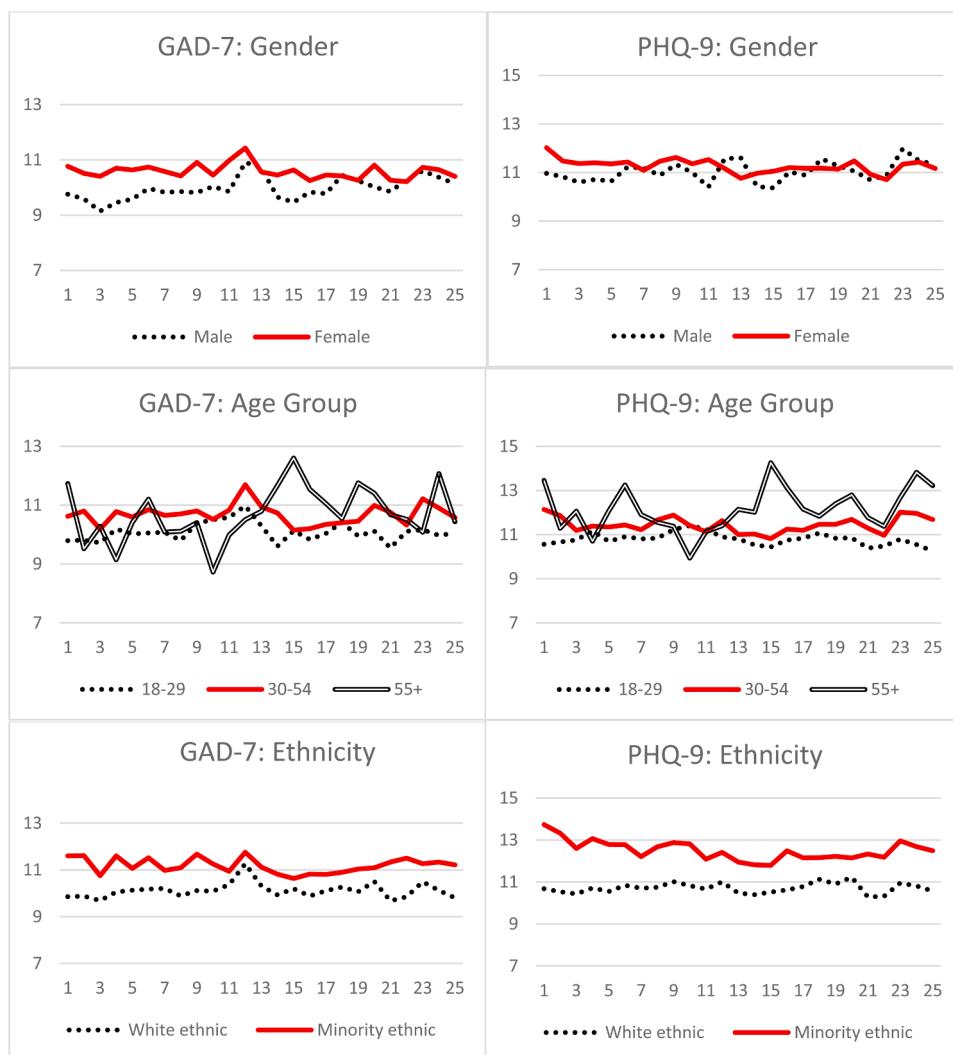 GAD-7: Gender
13
11
9
7
1 3 5 7 9 11 13 15 17 19 21 23 25
Male Female
PHQ-9: Gender
15
13
11
9
7
1 3 5 7 9 11 13 15 17 19 21 23 25
Male Female
GAD-7: Age Group
13
11
9
7
1 3 5 7 9 11 13 15 17 19 21 23 25
18-29 30-54 55+
PHQ-9: Age Group
15
13
11
9
7
1 3 5 7 9 11 13 15 17 19 21 23 25
18-29 30-54 55+
GAD-7: Ethnicity
13
11
9
7
1 3 5 7 9 11 13 15 17 19 21 23 25
White ethnic Minority ethnic
PHQ-9: Ethnicity
15
13
11
9
7
1 3 5 7 9 11 13 15 17 19 21 23 25
White ethnic Minority ethnic